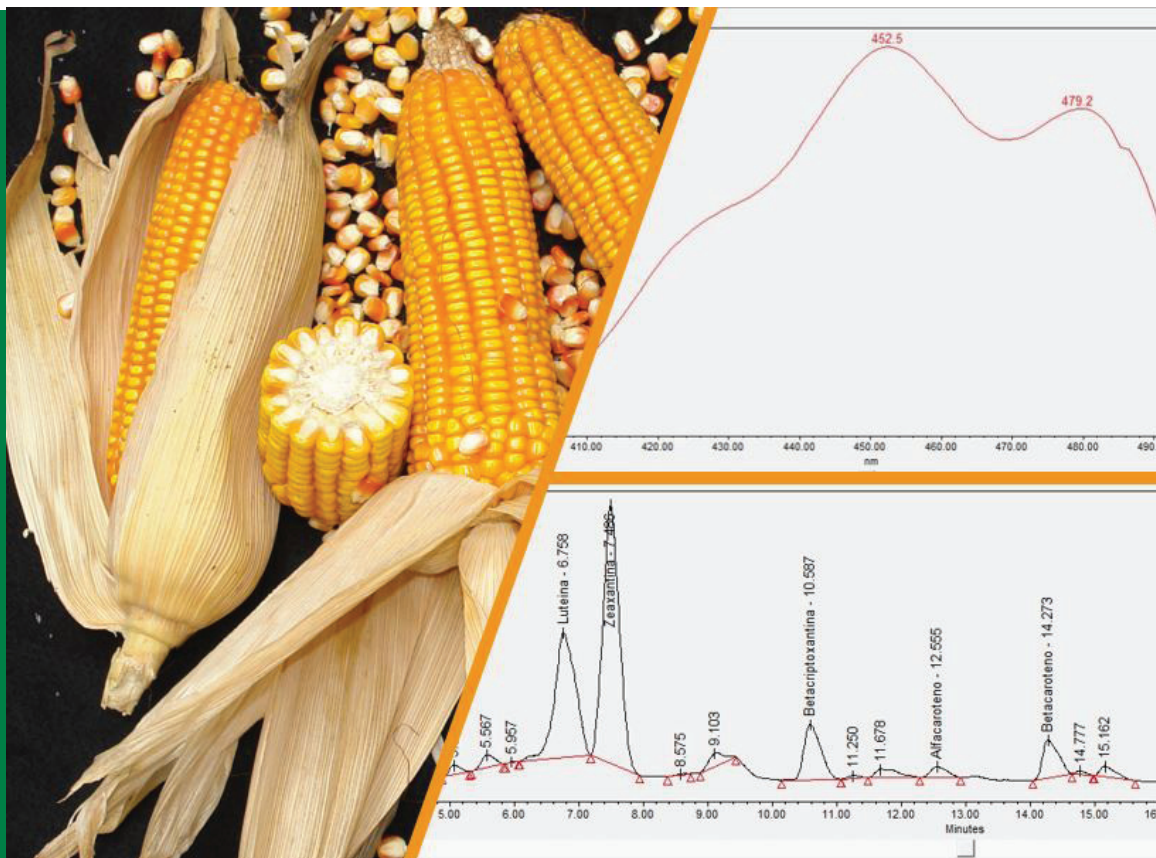 452.5
479.2
410.00 420.00 430.00 440.00 450.00 460.00 470.00 480.00 490.
nm
5.567
5.957
Luteina - 6.758
Zeaxantina - 7.486
8.575
9.103
Betacriptoxantina - 10.587
11.250
11.678
Alfacaroteno - 12.555
Betacaroteno - 14.273
14.777
15.162
5.00 6.00 7.00 8.00 9.00 10.00 11.00 12.00 13.00 14.00 15.00
Minutes